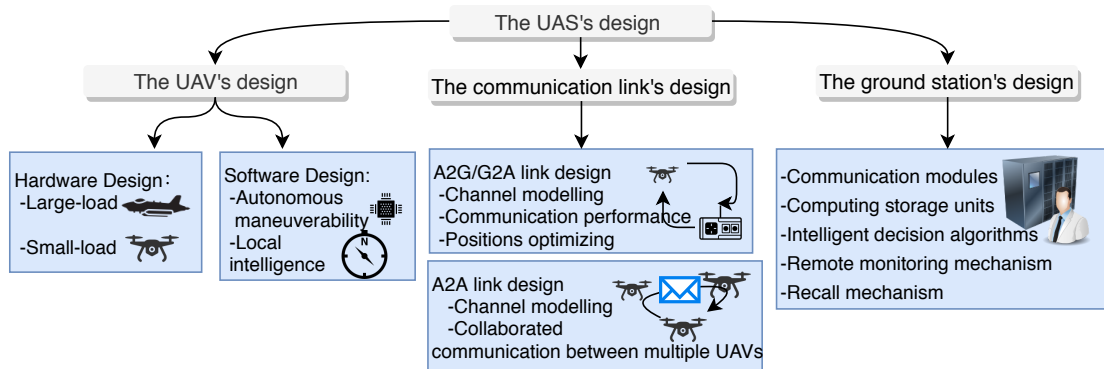 The UAS's design
The UAV's design
The communication link's design
The ground station's design
Hardware Design：
-Large-load
-Small-load
Software Design:
-Autonomous
maneuverability
-Local
intelligence
N
A2G/G2A link design
-Channel modelling
-Communication performance
-Positions optimizing
A2A link design
-Channel modelling
-Collaborated
communication between multiple UAVs
-Communication modules
-Computing storage units
-Intelligent decision algorithms
-Remote monitoring mechanism
-Recall mechanism